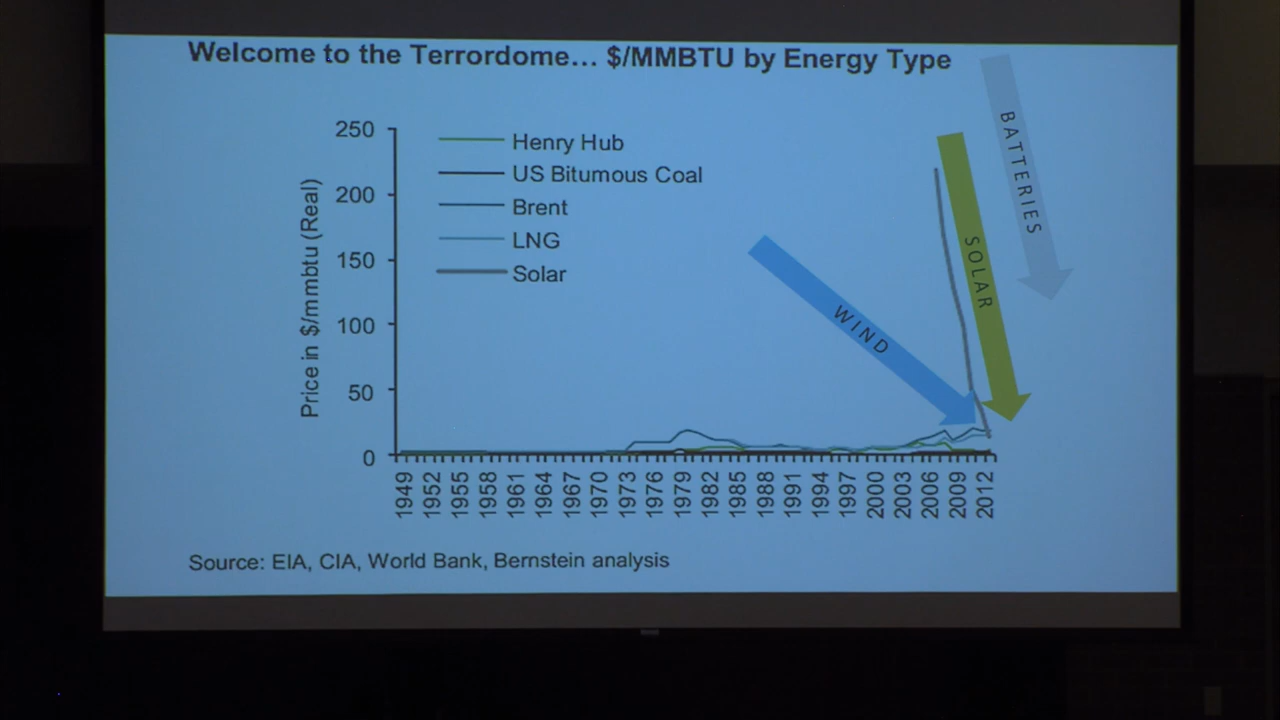 Welcome to the Terrordome... $/MMBTU by Energy Type
BATTERIES
SOLAR
WIND
Price in $/mmbtu (Real)
250
200
150
100
50
0
Henry Hub
US Bitumous Coal
Brent
LNG
Solar
1949
1952
1955
1958
1961
1964
1967
1970
1973
1976
1979
1982
1985
1988
1991
1994
1997
2000
2003
2006
2009
2012
Source: EIA, CIA, World Bank, Bernstein analysis